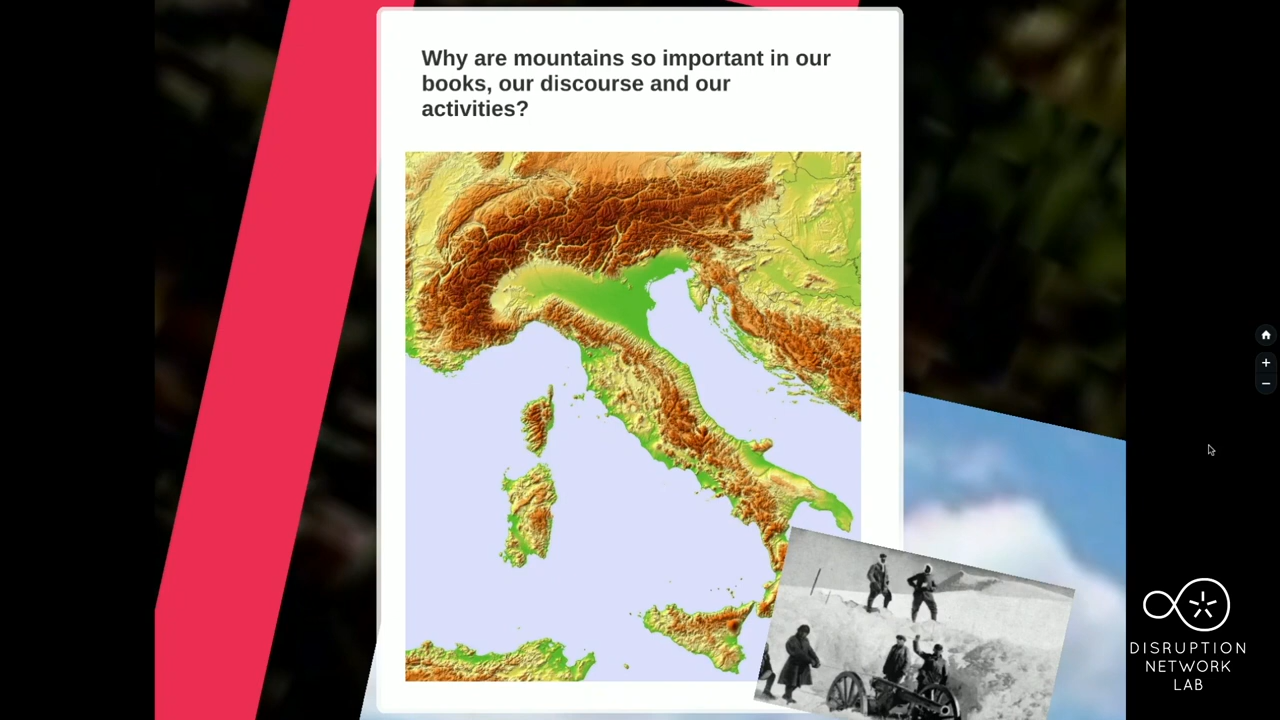 Why are mountains so important in our
books, our discourse and our
activities?
DISRUPTION
NETWORK
LAB